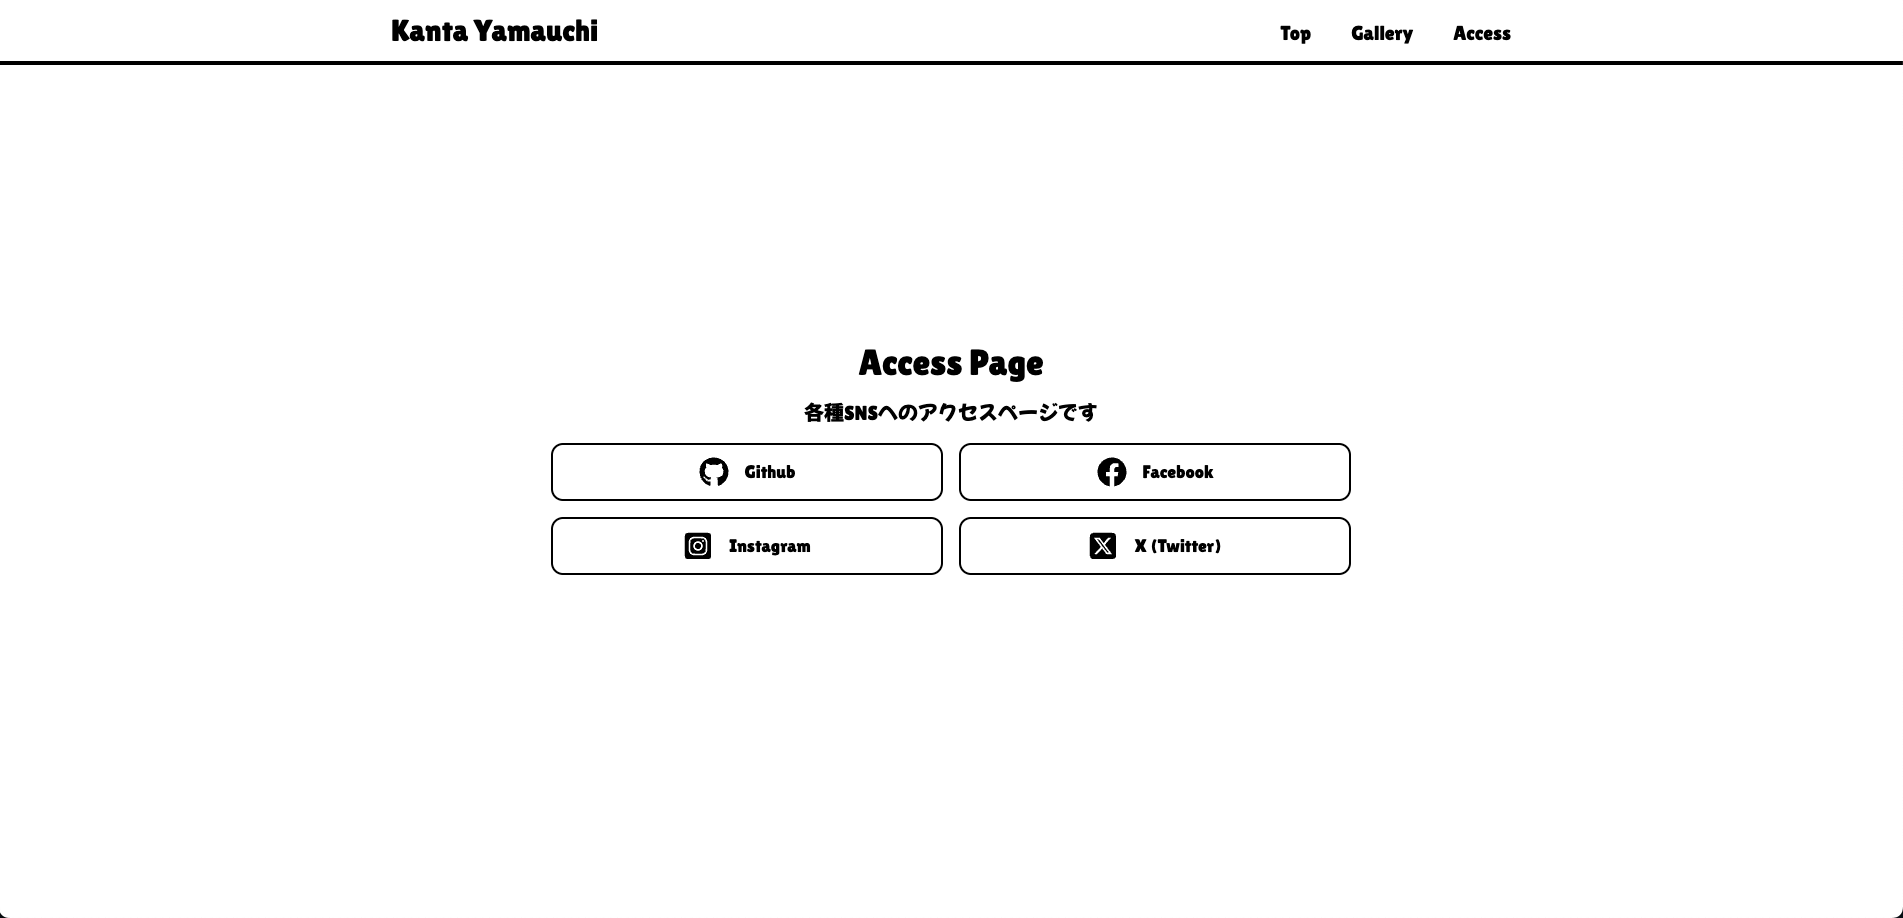 Kanta Yamauchi
Top Gallery Access
Access Page
各種SNSへのアクセスページです
Github
Facebook
Instagram
X (Twitter)